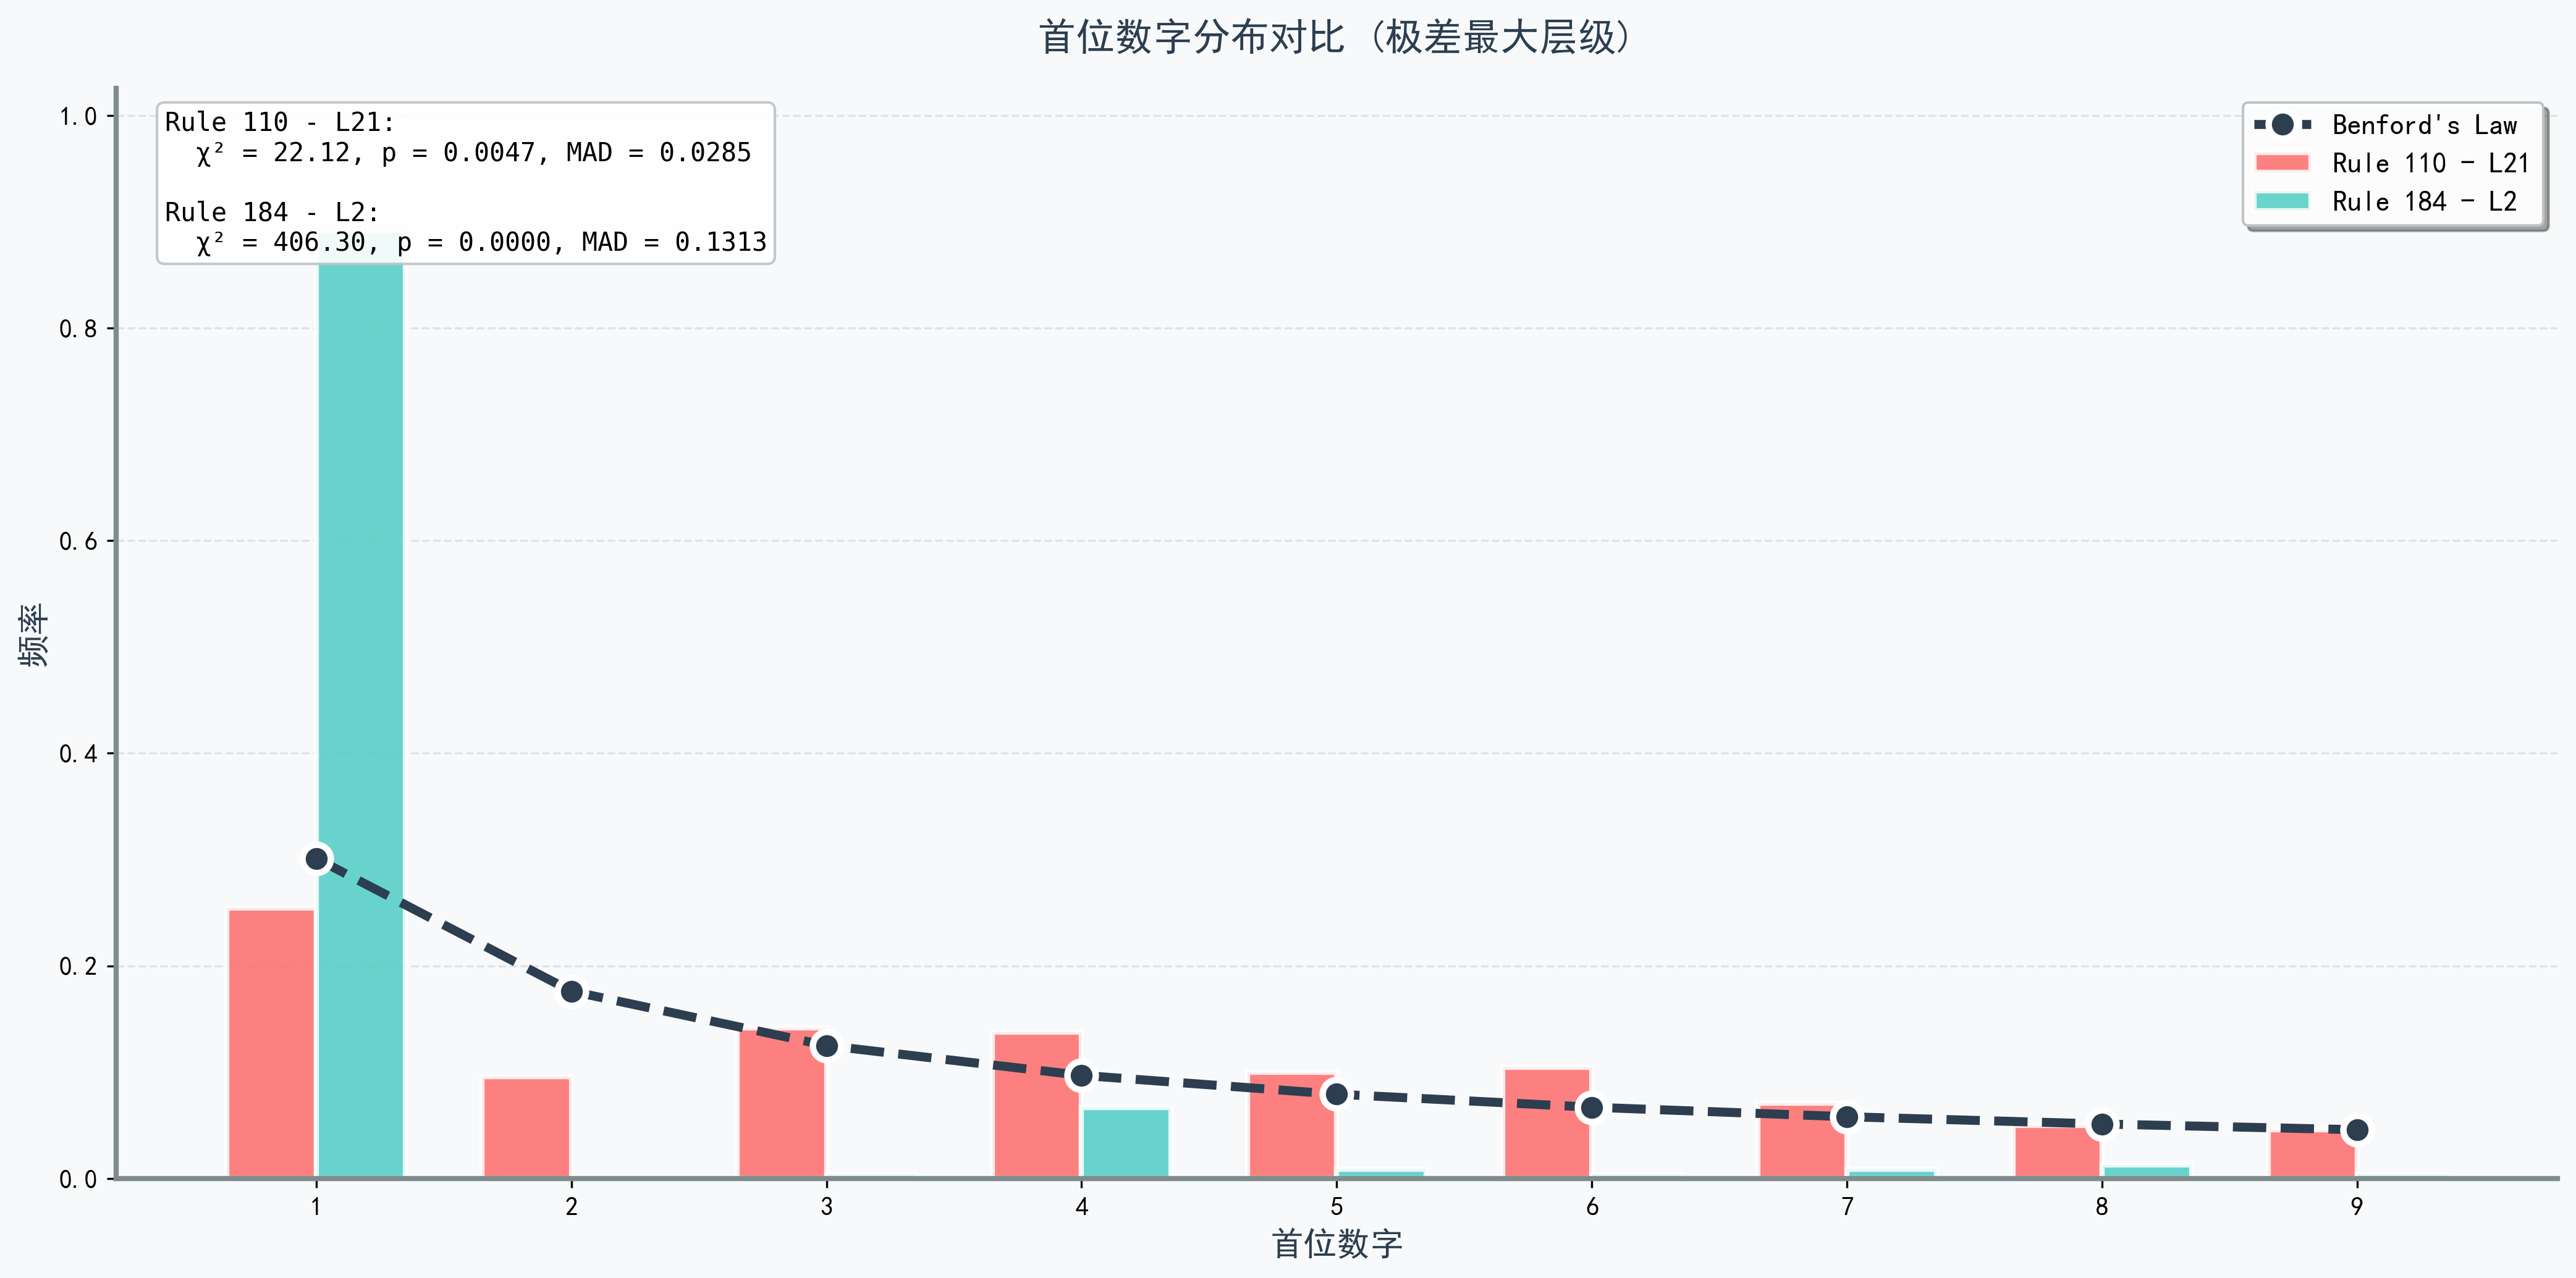 首位数字分布对比 (极差最大层级)
Rule 110 - L21:
χ² = 22.12, p = 0.0047, MAD = 0.0285
Rule 184 - L2:
χ² = 406.30, p = 0.0000, MAD = 0.1313
Benford's Law
Rule 110 - L21
Rule 184 - L2
频率
1.0
0.8
0.6
0.4
0.2
0.0
1 2 3 4 5 6 7 8 9
首位数字